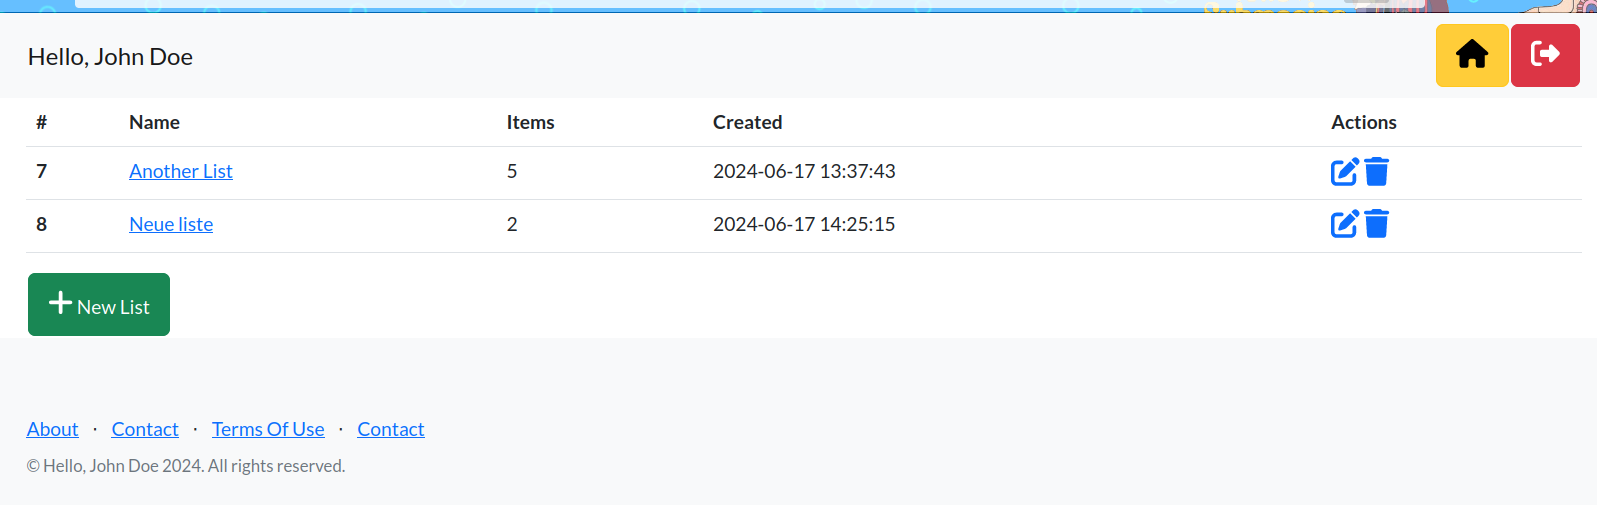 Hello, John Doe
# Name Items Created Actions
7 Another List 5 2024-06-17 13:37:43
8 Neue liste 2 2024-06-17 14:25:15
New List
About · Contact · Terms Of Use · Contact
© Hello, John Doe 2024. All rights reserved.